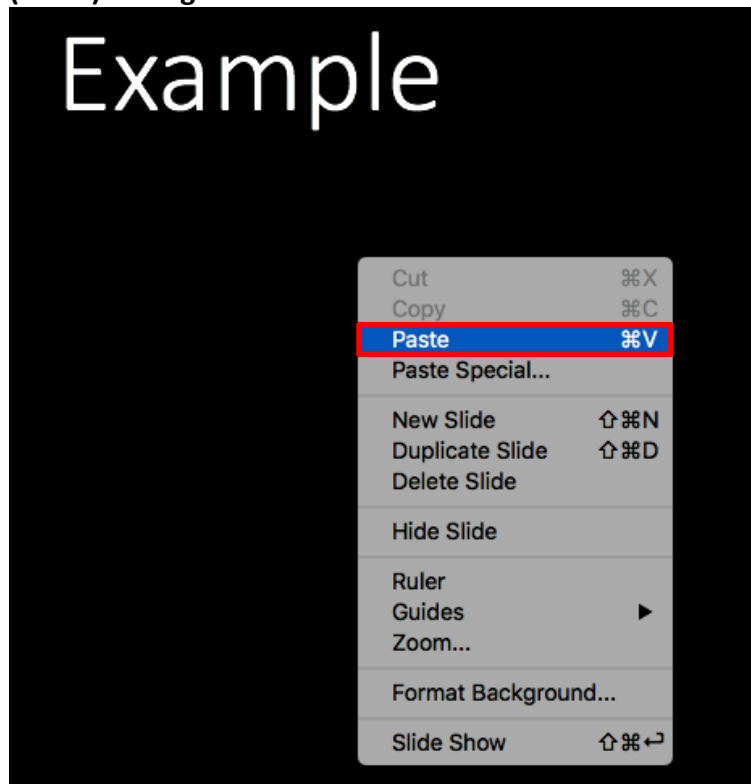 Example
Cut ⌘X
Copy ⌘C
Paste ⌘V
Paste Special...
New Slide ⇧⌘N
Duplicate Slide ⇧⌘D
Delete Slide
Hide Slide
Ruler
Guides ▶
Zoom...
Format Background...
Slide Show ⇧⌘↩